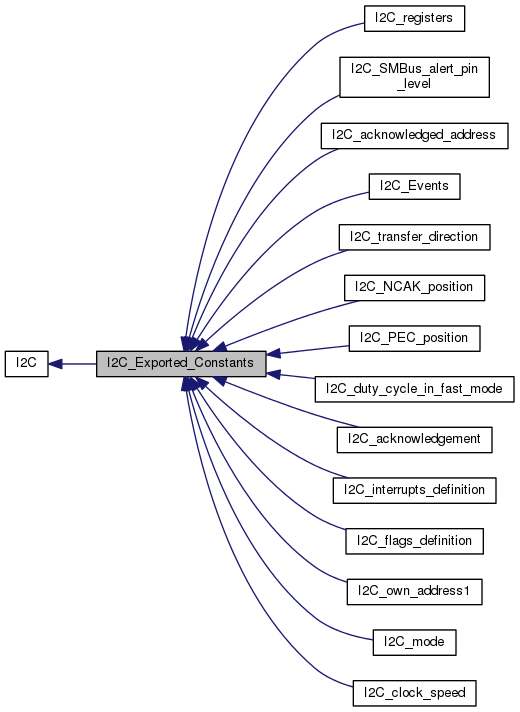 I2C_registers
I2C_SMBus_alert_pin
_level
I2C_acknowledged_address
I2C_Events
I2C_transfer_direction
I2C_NCAK_position
I2C_PEC_position
I2C
I2C_Exported_Constants
I2C_duty_cycle_in_fast_mode
I2C_acknowledgement
I2C_interrupts_definition
I2C_flags_definition
I2C_own_address1
I2C_mode
I2C_clock_speed